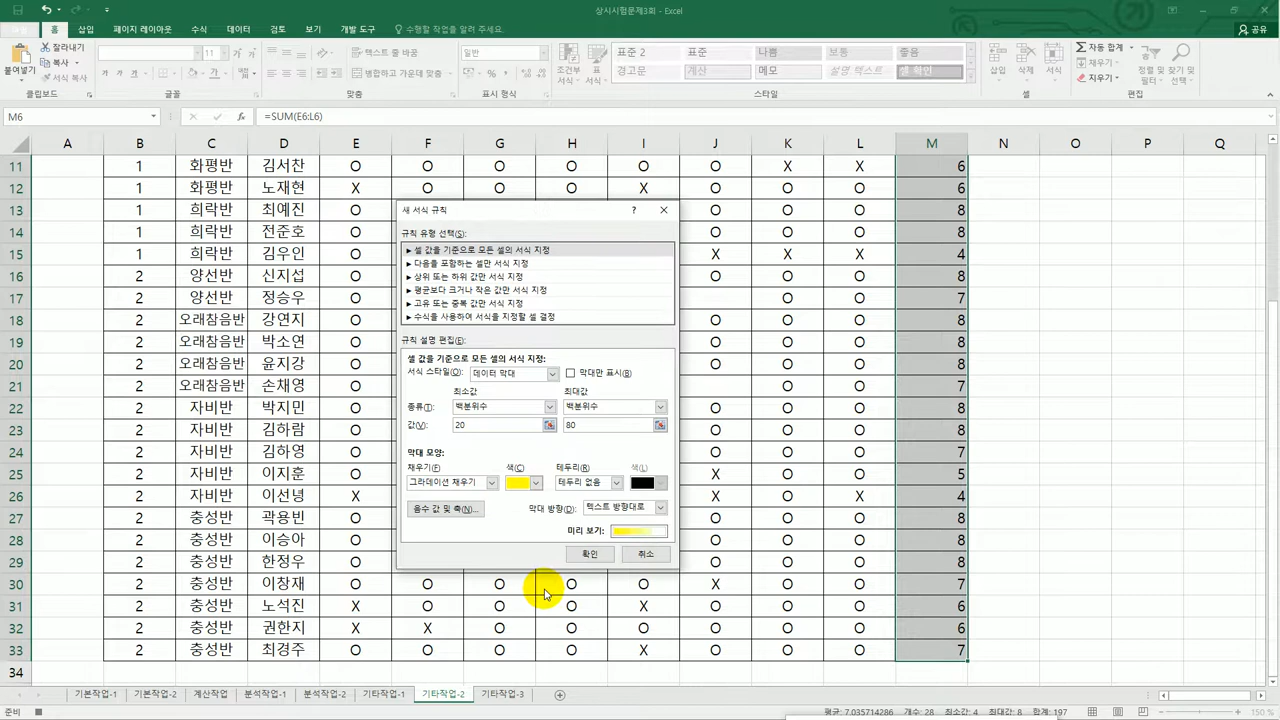 상시시험문제3회 - Excel
홈 삽입 페이지 레이아웃 수식 데이터 검토 보기 개발 도구 수행할 작업을 알려 주세요... 공유
붙여넣기 잘라내기 복사 서식 복사 11 텍스트 줄 바꿈 병합하고 가운데 맞춤 일반 조건부 서식 표 서식 표준 2 표준 나쁨 보통 좋음 삽입 삭제 서식 자동 합계 채우기 지우기 정렬 및 필터 찾기 및 선택
경고문 계산 메모 설명 텍스트 셀 확인
클립보드 글꼴 맞춤 표시 형식 스타일 셀 편집
M6 =SUM(E6:L6)
A B C D E F G H I J K L M N O P Q
11 1 화평반 김서찬 O O O O O O X X 6
12 1 화평반 노재현 X O O O X O O O 6
13 1 희락반 최예진 O O O O 8
14 1 희락반 전준호 O O O O 8
15 1 희락반 김우인 O X X X 4
16 2 양선반 신지섭 O O O O 8
17 2 양선반 정승우 O O O 7
18 2 오래참음반 강연지 O O O O 8
19 2 오래참음반 박소연 O O O O 8
20 2 오래참음반 윤지강 O O O O 8
21 2 오래참음반 손채영 O O O 7
22 2 자비반 박지민 O O O O 8
23 2 자비반 김하람 O O O O 8
24 2 자비반 김하영 O O O O 7
25 2 자비반 이지훈 O X O O 5
26 2 자비반 이선녕 X O O X 4
27 2 충성반 곽용빈 O O O O 8
28 2 충성반 이승아 O O O O 8
29 2 충성반 한정우 O O O O 8
30 2 충성반 이창재 O O O O O X O O 7
31 2 충성반 노석진 X O O O X O O O 6
32 2 충성반 권한지 X X O O O O O O 6
33 2 충성반 최경주 O O O O X O O O 7
34
새 서식 규칙 ?
규칙 유형 선택(S):
► 셀 값을 기준으로 모든 셀의 서식 지정
► 다음을 포함하는 셀만 서식 지정
► 상위 또는 하위 값만 서식 지정
► 평균보다 크거나 작은 값만 서식 지정
► 고유 또는 중복 값만 서식 지정
► 수식을 사용하여 서식을 지정할 셀 결정
규칙 설명 편집(E):
셀 값을 기준으로 모든 셀의 서식 지정:
서식 스타일(O): 데이터 막대 막대만 표시(B)
최소값 최대값
종류(T): 백분위수 백분위수
값(V): 20 80
막대 모양:
채우기(F) 색(C) 테두리(R) 색(L)
그라데이션 채우기 테두리 없음
음수 값 및 축(N)... 막대 방향(D): 텍스트 방향대로
미리 보기:
확인 취소
기본작업-1 기본작업-2 계산작업 분석작업-1 분석작업-2 기타작업-1 기타작업-2 기타작업-3
준비 평균: 7.035714286 개수: 28 최소값: 4 최대값: 8 합계: 197 150 %